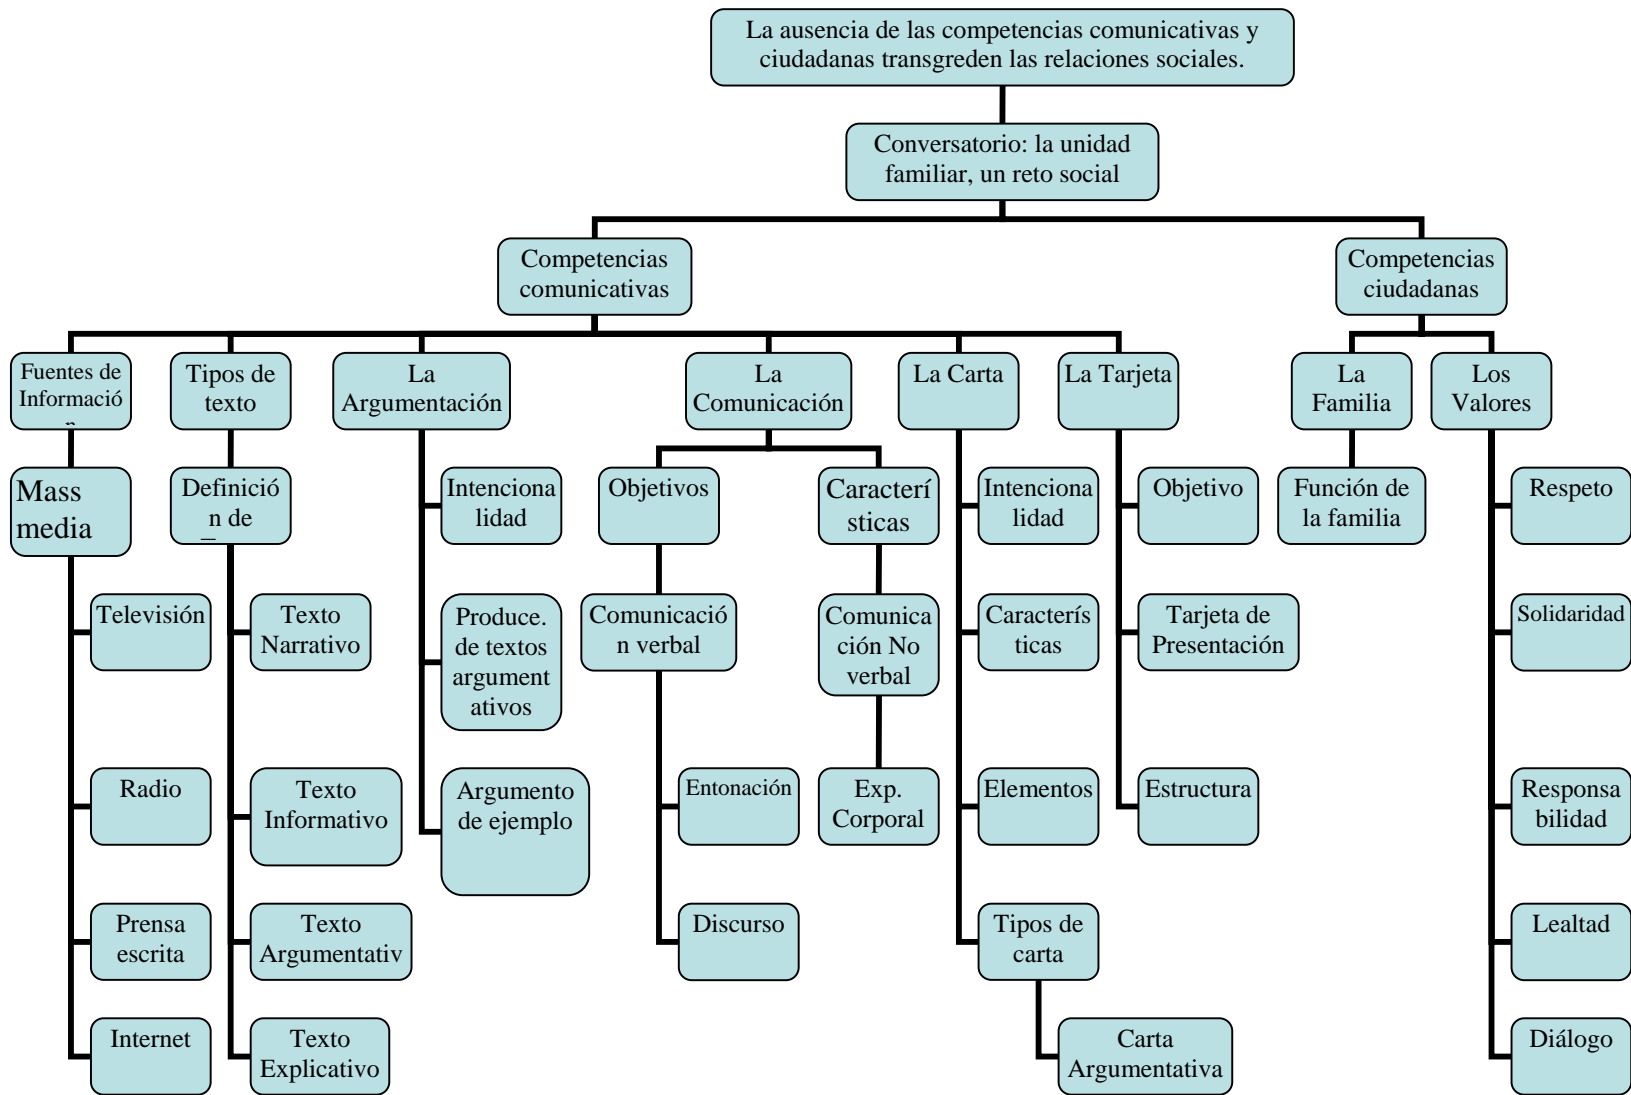 La ausencia de las competencias comunicativas y
ciudadanas transgreden las relaciones sociales.
Conversatorio: la unidad
familiar, un reto social
Competencias
comunicativas
Competencias
ciudadanas
Fuentes de
Informació
Tipos de
texto
La
Argumentación
La
Comunicación
La Carta
La Tarjeta
La
Familia
Los
Valores
Mass
media
Definició
n de
Intenciona
lidad
Objetivos
Caracterí
sticas
Intenciona
lidad
Objetivo
Función de
la familia
Respeto
Televisión
Texto
Narrativo
Produce.
de textos
argument
ativos
Comunicació
n verbal
Comunica
ción No
verbal
Caracterís
ticas
Tarjeta de
Presentación
Solidaridad
Radio
Texto
Informativo
Argumento
de ejemplo
Entonación
Exp.
Corporal
Elementos
Estructura
Responsa
bilidad
Prensa
escrita
Texto
Argumentativ
Discurso
Tipos de
carta
Lealtad
Internet
Texto
Explicativo
Carta
Argumentativa
Diálogo